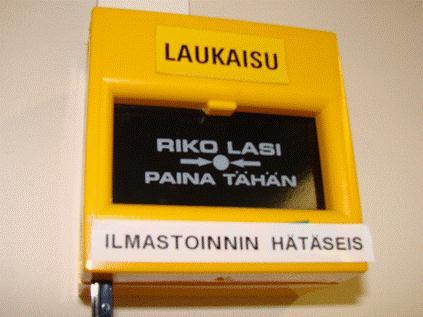 LAUKAISU
RIKO LASI
PAINA TÄHÄN
ILMASTOINNIN HÄTÄSEIS